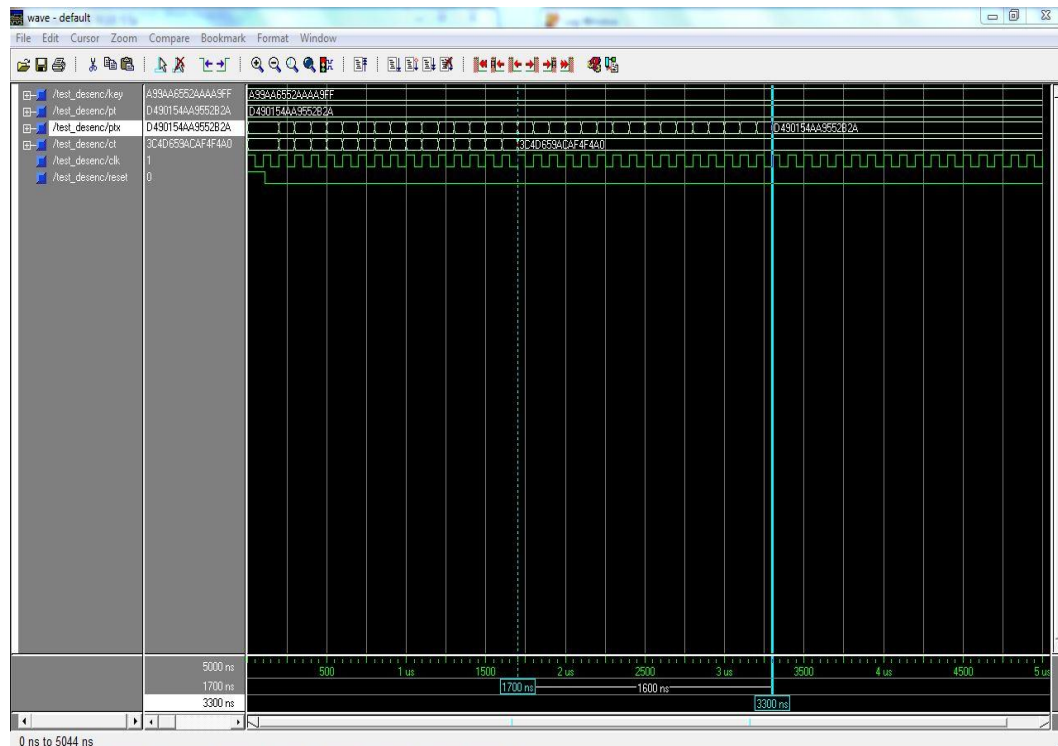 wave - default
File Edit Cursor Zoom Compare Bookmark Format Window
/test_desenc/key A99AA6552AAAA9FF A99AA6552AAAA9FF
/test_desenc/pt D490154AA9552B2A D490154AA9552B2A
/test_desenc/ptx D490154AA9552B2A D490154AA9552B2A
/test_desenc/ct 3C4D659ACAF4F4A0 3C4D659ACAF4F4A0
/test_desenc/clk 1
/test_desenc/reset 0
5000 ns 500 1 us 1500 2 us 2500 3 us 3500 4 us 4500 5 us
1700 ns 1700 ns 1600 ns
3300 ns 3300 ns
0 ns to 5044 ns